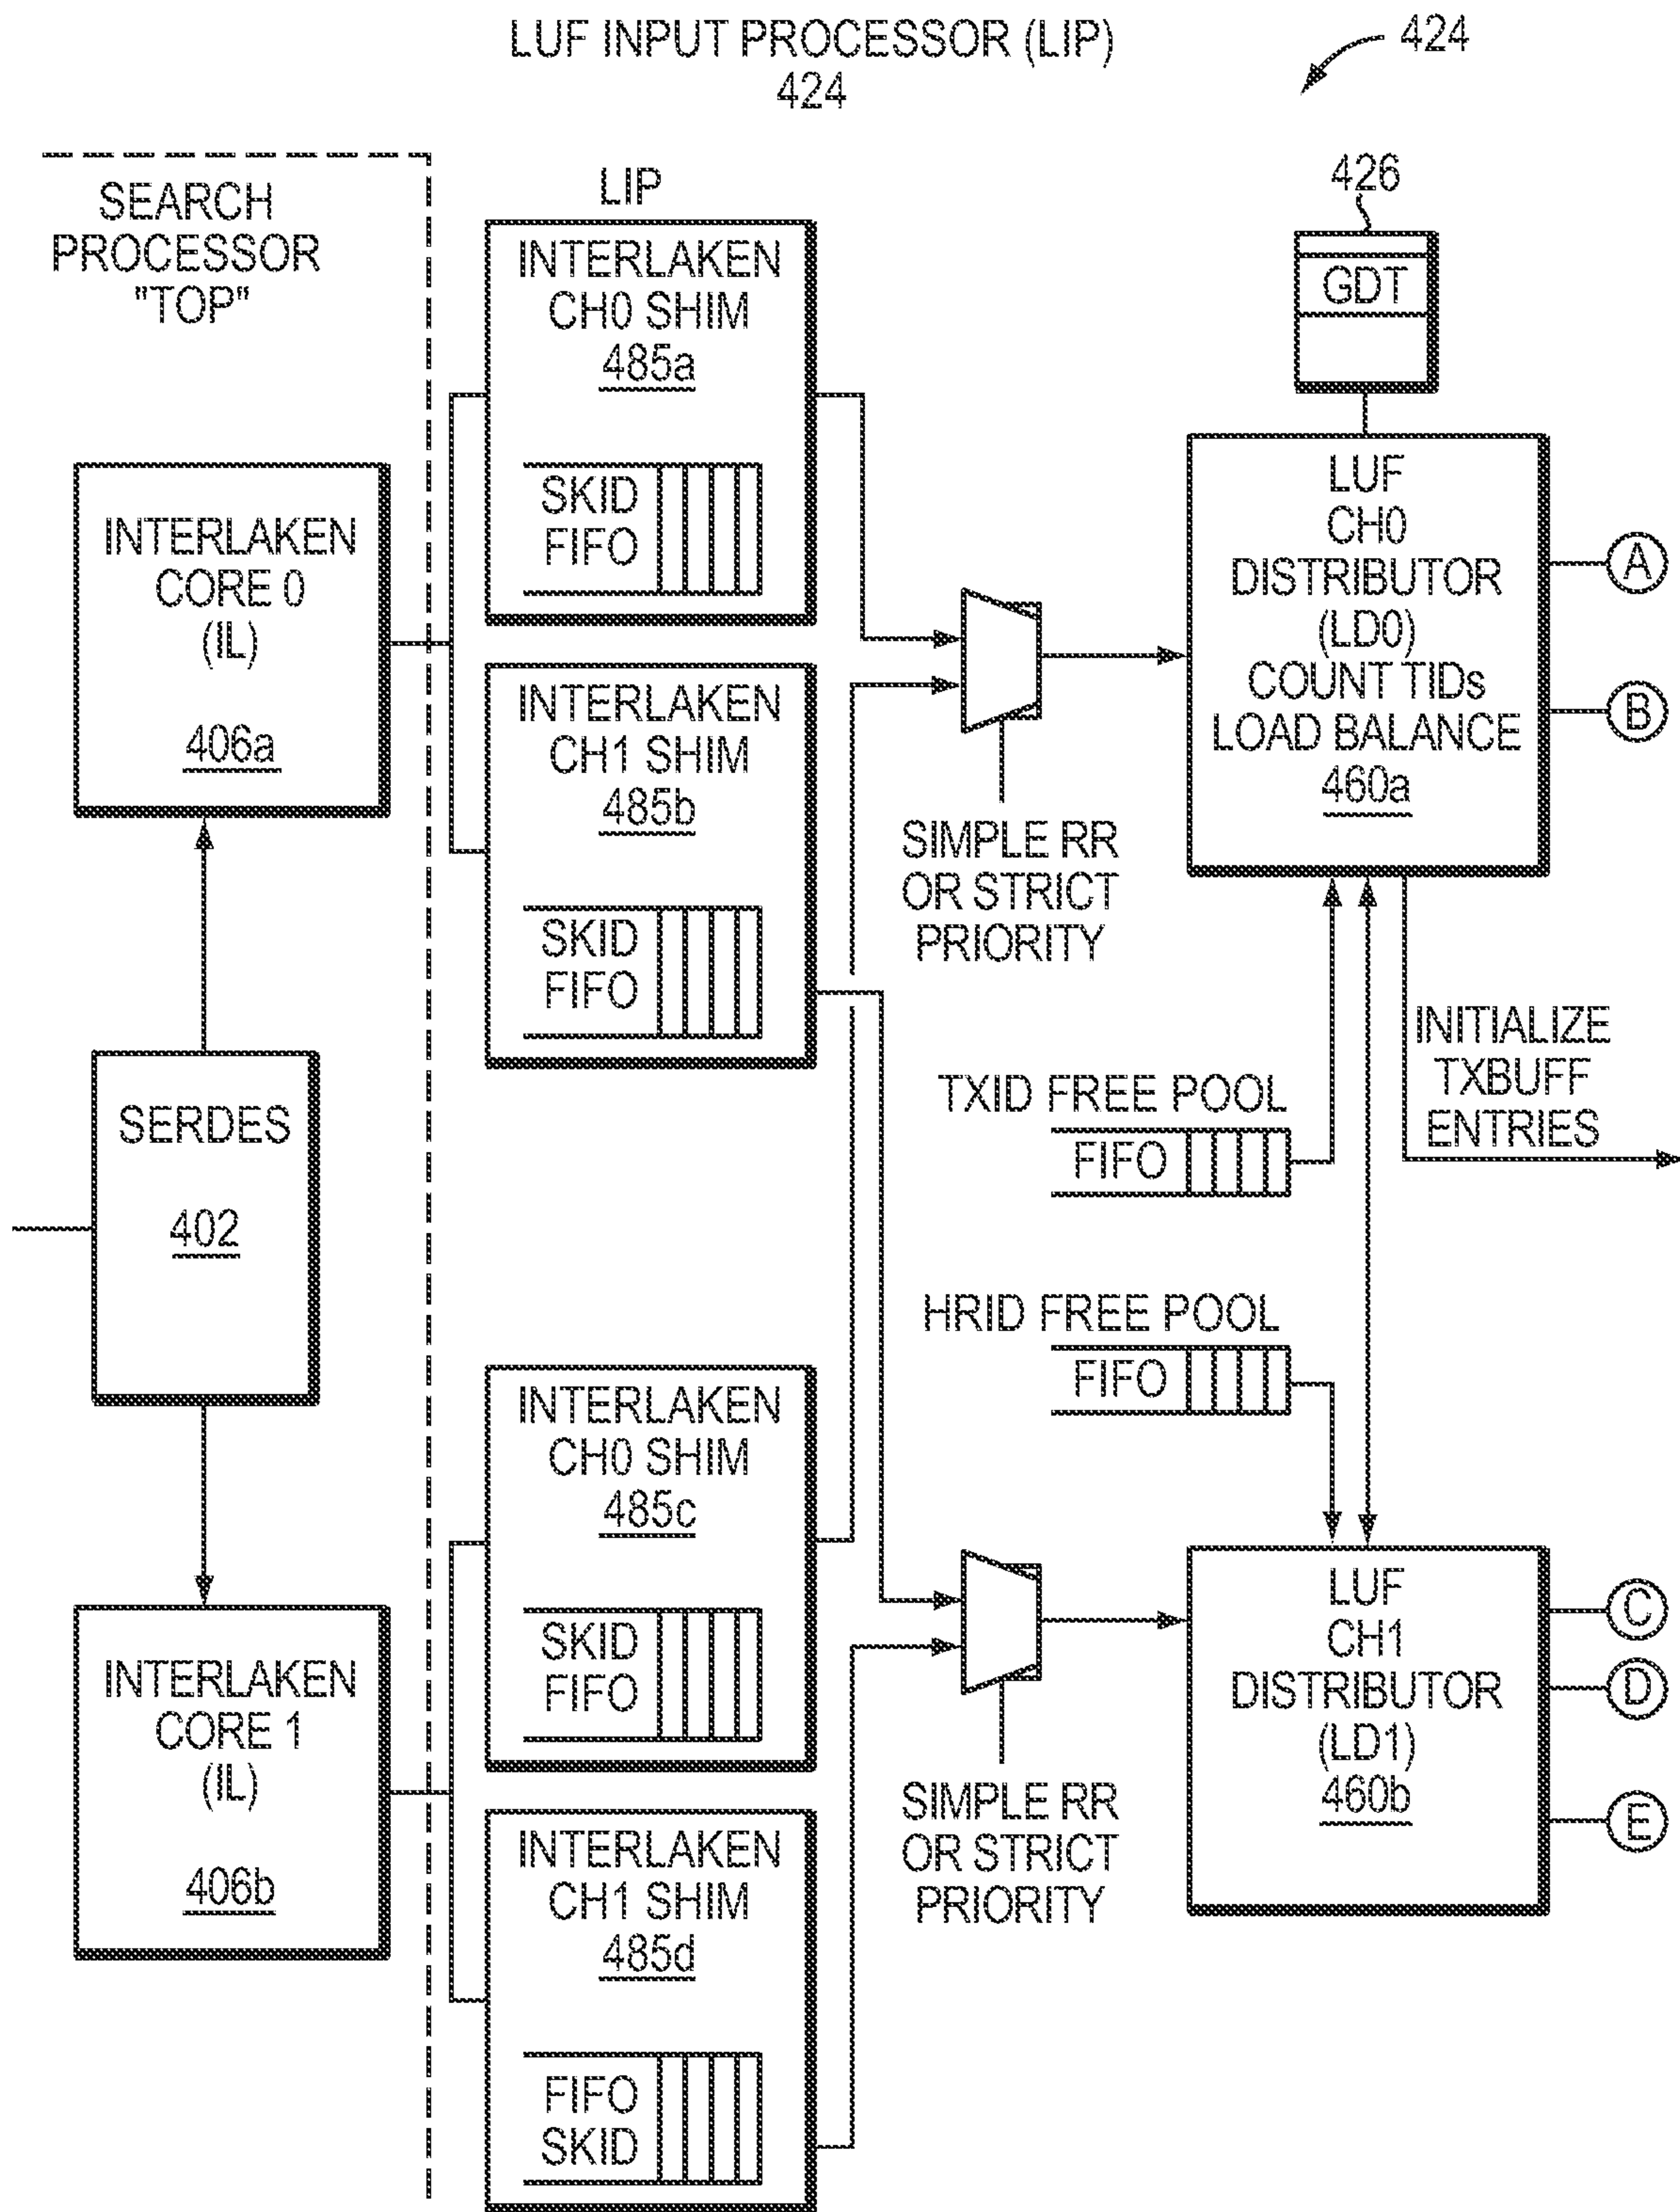 LUF INPUT PROCESSOR (LIP)
424
424
SEARCH
PROCESSOR
"TOP"
LIP
INTERLAKEN
CH0 SHIM
485a
SKID
FIFO
426
GDT
INTERLAKEN
CORE 0
(IL)
406a
INTERLAKEN
CH1 SHIM
485b
SKID
FIFO
SIMPLE RR
OR STRICT
PRIORITY
LUF
CH0
DISTRIBUTOR
(LD0)
COUNT TIDs
LOAD BALANCE
460a
A
B
SERDES
402
TXID FREE POOL
FIFO
INITIALIZE
TXBUFF
ENTRIES
HRID FREE POOL
FIFO
INTERLAKEN
CH0 SHIM
485c
SKID
FIFO
INTERLAKEN
CORE 1
(IL)
406b
INTERLAKEN
CH1 SHIM
485d
FIFO
SKID
SIMPLE RR
OR STRICT
PRIORITY
LUF
CH1
DISTRIBUTOR
(LD1)
460b
C
D
E